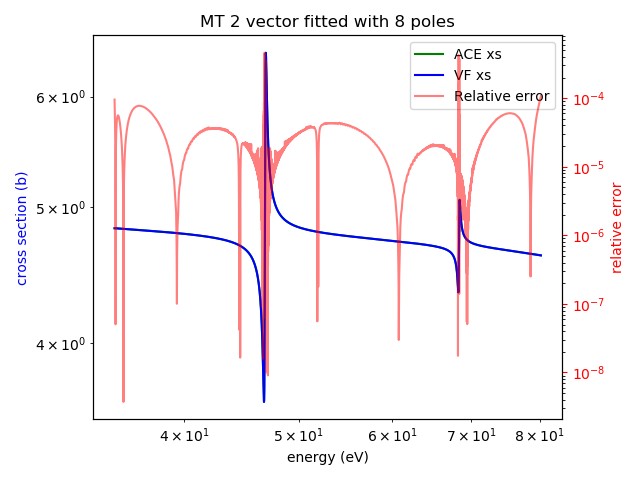 MT 2 vector fitted with 8 poles
ACE xs
VF xs
Relative error
cross section (b)
6 × 10⁰
5 × 10⁰
4 × 10⁰
10⁻⁴
10⁻⁵
10⁻⁶
10⁻⁷
10⁻⁸
relative error
4 × 10¹ 5 × 10¹ 6 × 10¹ 7 × 10¹ 8 × 10¹
energy (eV)